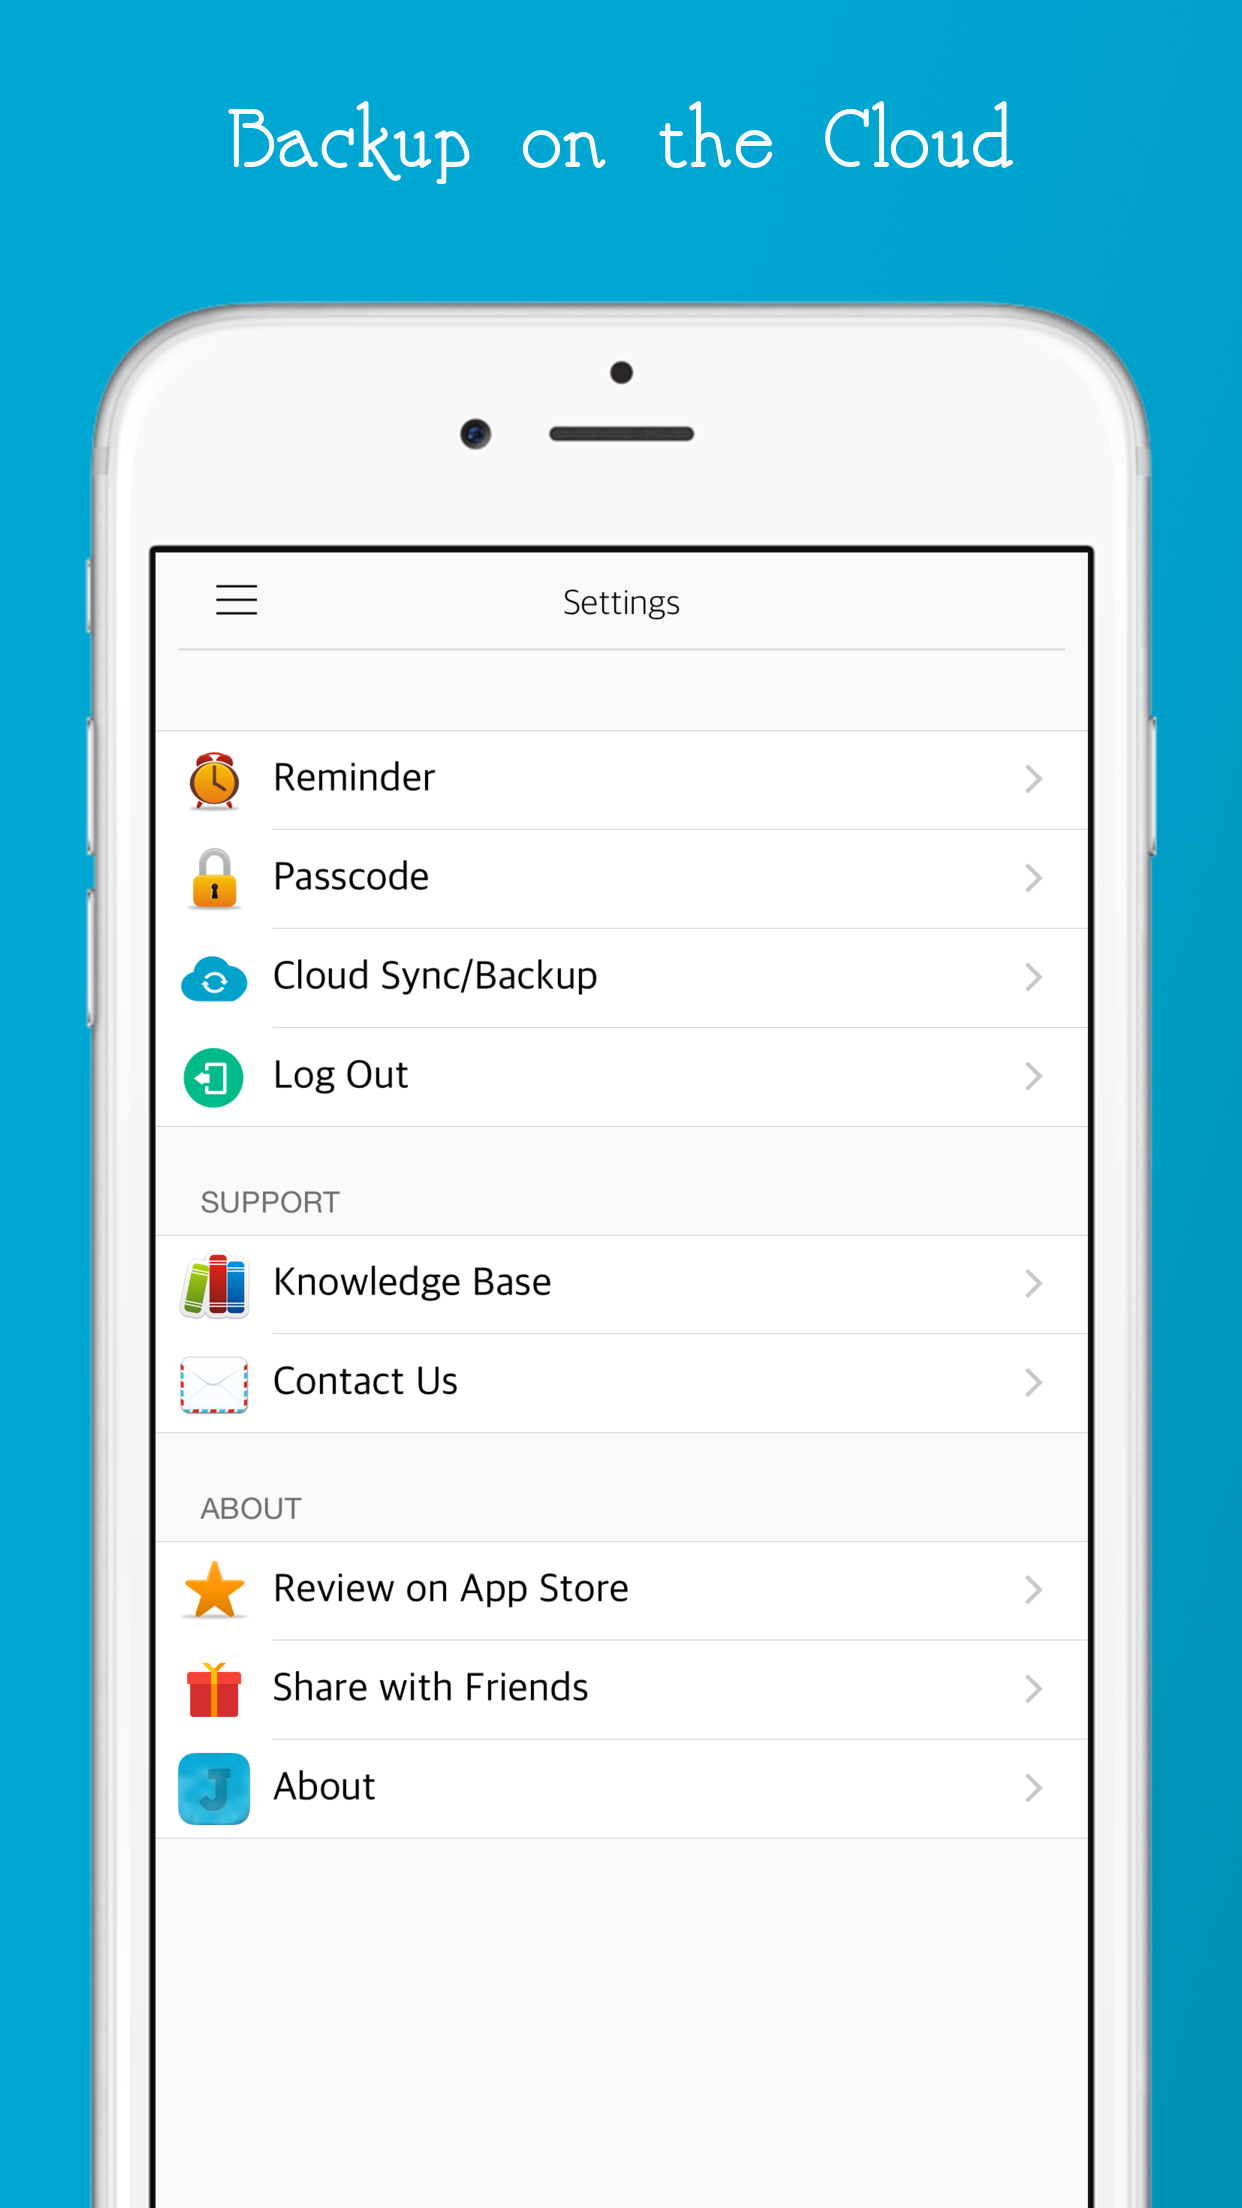 Backup on the Cloud
Settings
Reminder
Passcode
Cloud Sync/Backup
Log Out
SUPPORT
Knowledge Base
Contact Us
ABOUT
Review on App Store
Share with Friends
J
About